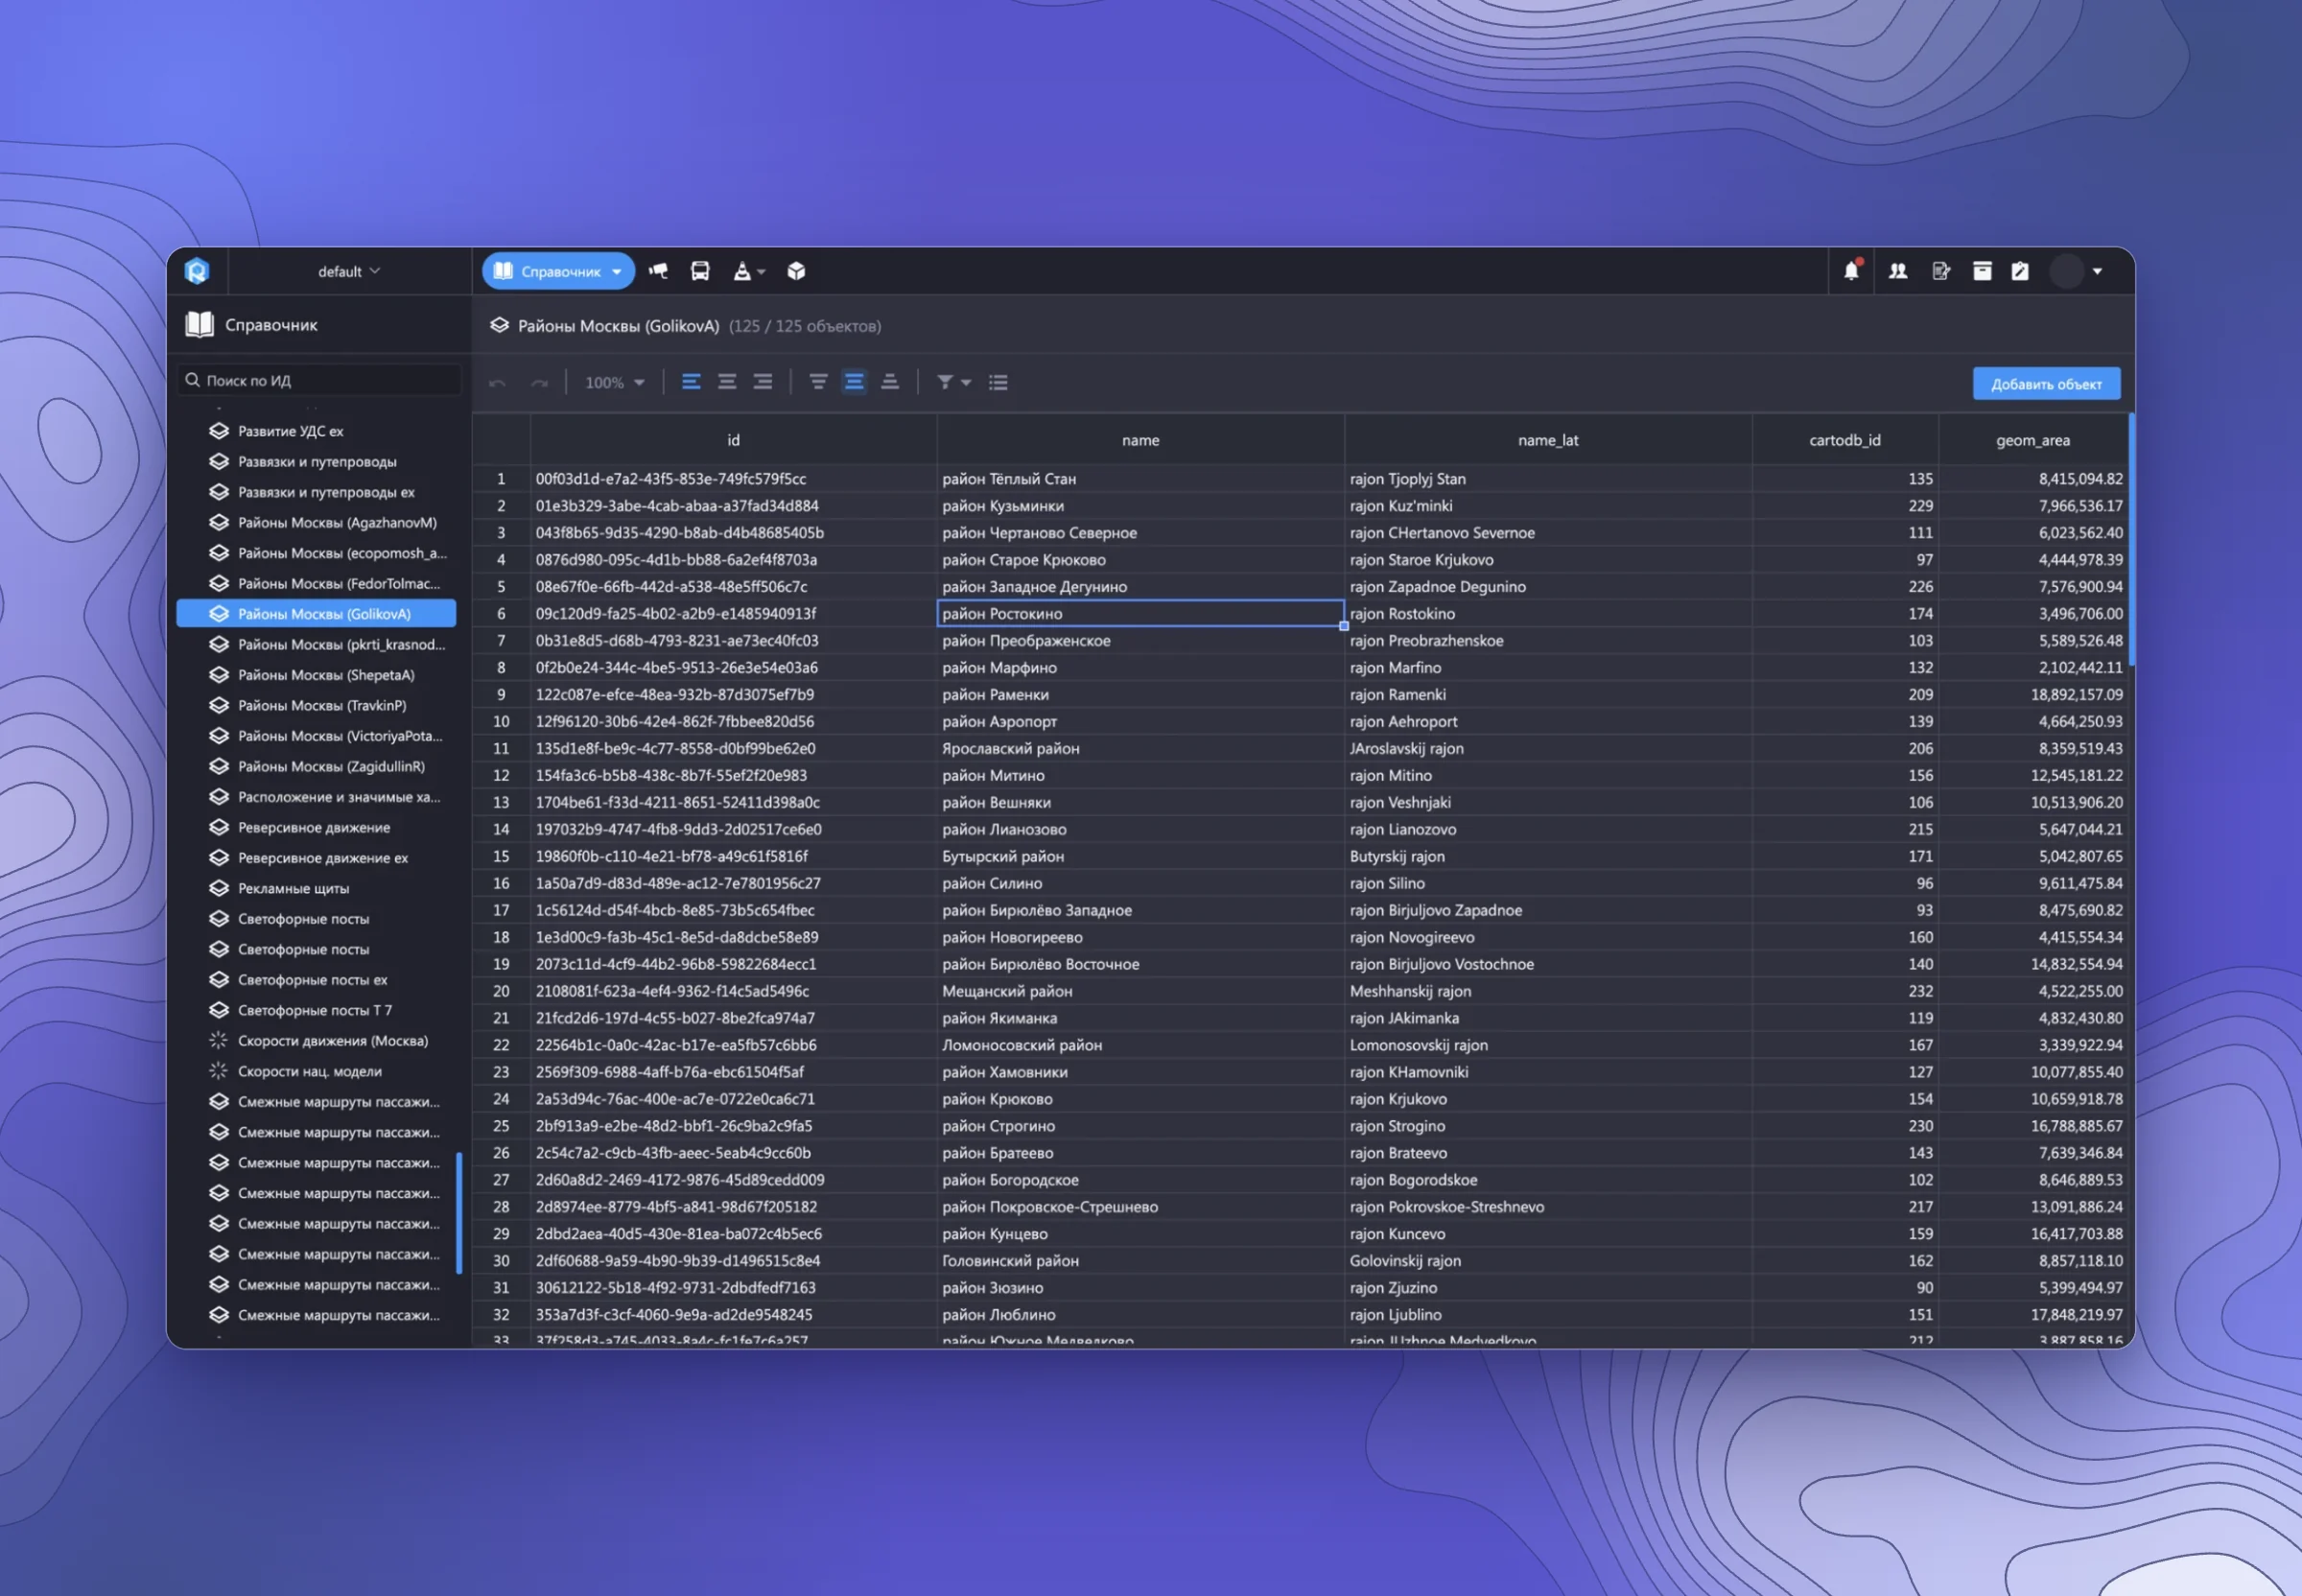 default
Справочник
Справочник
Районы Москвы (GolikovA) (125 / 125 объектов)
Поиск по ИД
100%
Добавить объект
Развитие УДС ex
Развязки и путепроводы
Развязки и путепроводы ex
Районы Москвы (AgazhanovM)
Районы Москвы (ecopomosh_a...
Районы Москвы (FedorTolmac...
Районы Москвы (GolikovA)
Районы Москвы (pkrti_krasnod...
Районы Москвы (ShepetaA)
Районы Москвы (TravkinP)
Районы Москвы (VictoriyaPota...
Районы Москвы (ZagidullinR)
Расположение и значимые ха...
Реверсивное движение
Реверсивное движение ex
Рекламные щиты
Светофорные посты
Светофорные посты
Светофорные посты ex
Светофорные посты Т 7
Скорости движения (Москва)
Скорости нац. модели
Смежные маршруты пассажи...
Смежные маршруты пассажи...
Смежные маршруты пассажи...
Смежные маршруты пассажи...
Смежные маршруты пассажи...
Смежные маршруты пассажи...
Смежные маршруты пассажи...
Смежные маршруты пассажи...
id name name_lat cartodb_id geom_area
1 00f03d1d-e7a2-43f5-853e-749fc579f5cc район Тёплый Стан rajon Tjoplyj Stan 135 8,415,094.82
2 01e3b329-3abe-4cab-abaa-a37fad34d884 район Кузьминки rajon Kuz'minki 229 7,966,536.17
3 043f8b65-9d35-4290-b8ab-d4b48685405b район Чертаново Северное rajon CHertanovo Severnoe 111 6,023,562.40
4 0876d980-095c-4d1b-bb88-6a2ef4f8703a район Старое Крюково rajon Staroe Krjukovo 97 4,444,978.39
5 08e67f0e-66fb-442d-a538-48e5ff506c7c район Западное Дегунино rajon Zapadnoe Degunino 226 7,576,900.94
6 09c120d9-fa25-4b02-a2b9-e1485940913f район Ростокино rajon Rostokino 174 3,496,706.00
7 0b31e8d5-d68b-4793-8231-ae73ec40fc03 район Преображенское rajon Preobrazhenskoe 103 5,589,526.48
8 0f2b0e24-344c-4be5-9513-26e3e54e03a6 район Марфино rajon Marfino 132 2,102,442.11
9 122c087e-efce-48ea-932b-87d3075ef7b9 район Раменки rajon Ramenki 209 18,892,157.09
10 12f96120-30b6-42e4-862f-7fbbee820d56 район Аэропорт rajon Aehroport 139 4,664,250.93
11 135d1e8f-be9c-4c77-8558-d0bf99be62e0 Ярославский район JAroslavskij rajon 206 8,359,519.43
12 154fa3c6-b5b8-438c-8b7f-55ef2f20e983 район Митино rajon Mitino 156 12,545,181.22
13 1704be61-f33d-4211-8651-52411d398a0c район Вешняки rajon Veshnjaki 106 10,513,906.20
14 197032b9-4747-4fb8-9dd3-2d02517ce6e0 район Лианозово rajon Lianozovo 215 5,647,044.21
15 19860f0b-c110-4e21-bf78-a49c61f5816f Бутырский район Butyrskij rajon 171 5,042,807.65
16 1a50a7d9-d83d-489e-ac12-7e7801956c27 район Силино rajon Silino 96 9,611,475.84
17 1c56124d-d54f-4bcb-8e85-73b5c654fbec район Бирюлёво Западное rajon Birjuljovo Zapadnoe 93 8,475,690.82
18 1e3d00c9-fa3b-45c1-8e5d-da8dcbe58e89 район Новогиреево rajon Novogireevo 160 4,415,554.34
19 2073c11d-4cf9-44b2-96b8-59822684ecc1 район Бирюлёво Восточное rajon Birjuljovo Vostochnoe 140 14,832,554.94
20 2108081f-623a-4ef4-9362-f14c5ad5496c Мещанский район Meshhanskij rajon 232 4,522,255.00
21 21fcd2d6-197d-4c55-b027-8be2fca974a7 район Якиманка rajon JAkimanka 119 4,832,430.80
22 22564b1c-0a0c-42ac-b17e-ea5fb57c6bb6 Ломоносовский район Lomonosovskij rajon 167 3,339,922.94
23 2569f309-6988-4aff-b76a-ebc61504f5af район Хамовники rajon KHamovniki 127 10,077,855.40
24 2a53d94c-76ac-400e-ac7e-0722e0ca6c71 район Крюково rajon Krjukovo 154 10,659,918.78
25 2bf913a9-e2be-48d2-bbf1-26c9ba2c9fa5 район Строгино rajon Strogino 230 16,788,885.67
26 2c54c7a2-c9cb-43fb-aeec-5eab4c9cc60b район Братеево rajon Brateevo 143 7,639,346.84
27 2d60a8d2-2469-4172-9876-45d89cedd009 район Богородское rajon Bogorodskoe 102 8,646,889.53
28 2d8974ee-8779-4bf5-a841-98d67f205182 район Покровское-Стрешнево rajon Pokrovskoe-Streshnevo 217 13,091,886.24
29 2dbd2aea-40d5-430e-81ea-ba072c4b5ec6 район Кунцево rajon Kuncevo 159 16,417,703.88
30 2df60688-9a59-4b90-9b39-d1496515c8e4 Головинский район Golovinskij rajon 162 8,857,118.10
31 30612122-5b18-4f92-9731-2dbdfedf7163 район Зюзино rajon Zjuzino 90 5,399,494.97
32 353a7d3f-c3cf-4060-9e9a-ad2de9548245 район Люблино rajon Ljublino 151 17,848,219.97
33 37f258d3-a745-4033-8a4c-fc1fe7c6a257 район Южное Медведково rajon JUzhnoe Medvedkovo 212 3,887,858.16